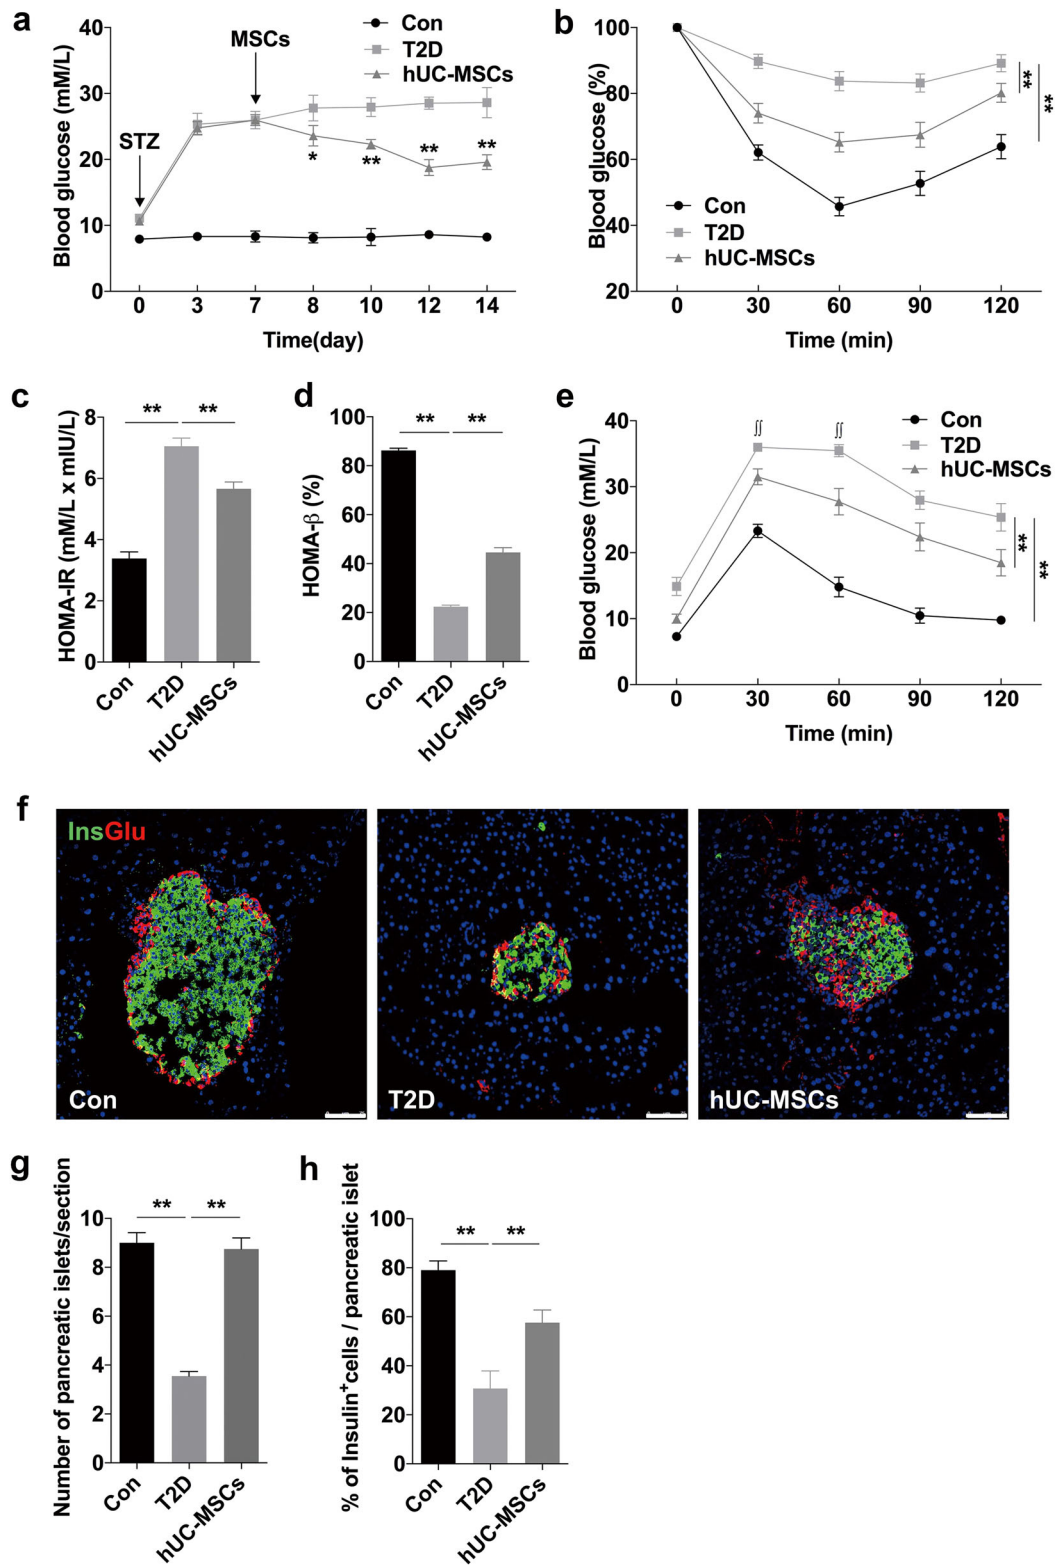 a
Blood glucose (mM/L)
40
30
20
10
0
STZ
MSCs
Con
T2D
hUC-MSCs
*
**
**
**
0 3 7 8 10 12 14
Time(day)
b
Blood glucose (%)
100
80
60
40
20
Con
T2D
hUC-MSCs
**
**
0 30 60 90 120
Time (min)
c
HOMA-IR (mM/L x mIU/L)
8
6
4
2
0
** **
Con
T2D
hUC-MSCs
d
HOMA-β (%)
100
80
60
40
20
0
** **
Con
T2D
hUC-MSCs
e
Blood glucose (mM/L)
40
30
20
10
0
∫∫ ∫∫
Con
T2D
hUC-MSCs
**
**
0 30 60 90 120
Time (min)
f
InsGlu
Con
T2D
hUC-MSCs
g
Number of pancreatic islets/section
10
8
6
4
2
0
** **
Con
T2D
hUC-MSCs
h
% of Insulin⁺cells / pancreatic islet
100
80
60
40
20
0
** **
Con
T2D
hUC-MSCs